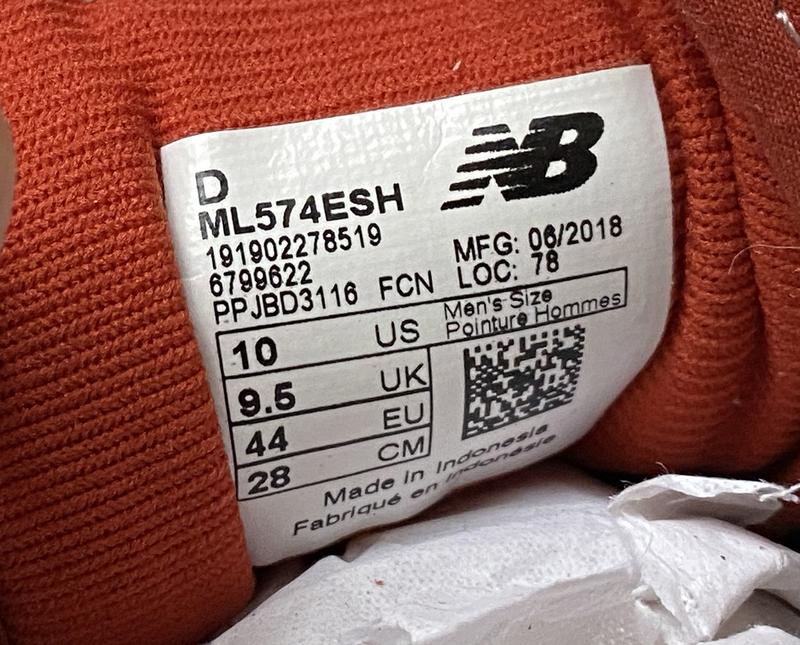 D
NB
ML574ESH
191902278519
6799622
PPJBD3116 FCN
MFG: 06/2018
LOC: 78
Men's Size
Pointure Hommes
10 US
9.5 UK
44 EU
28 CM
Made in Indonesia
Fabriqué en Indonésie